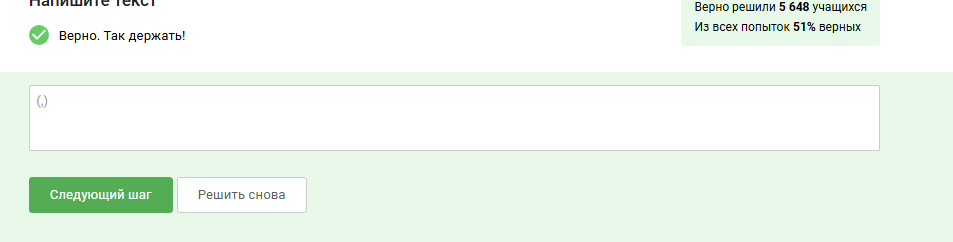 Напишите текст
Верно. Так держать!
Верно решили 5 648 учащихся
Из всех попыток 51% верных
(,)
Следующий шаг
Решить снова